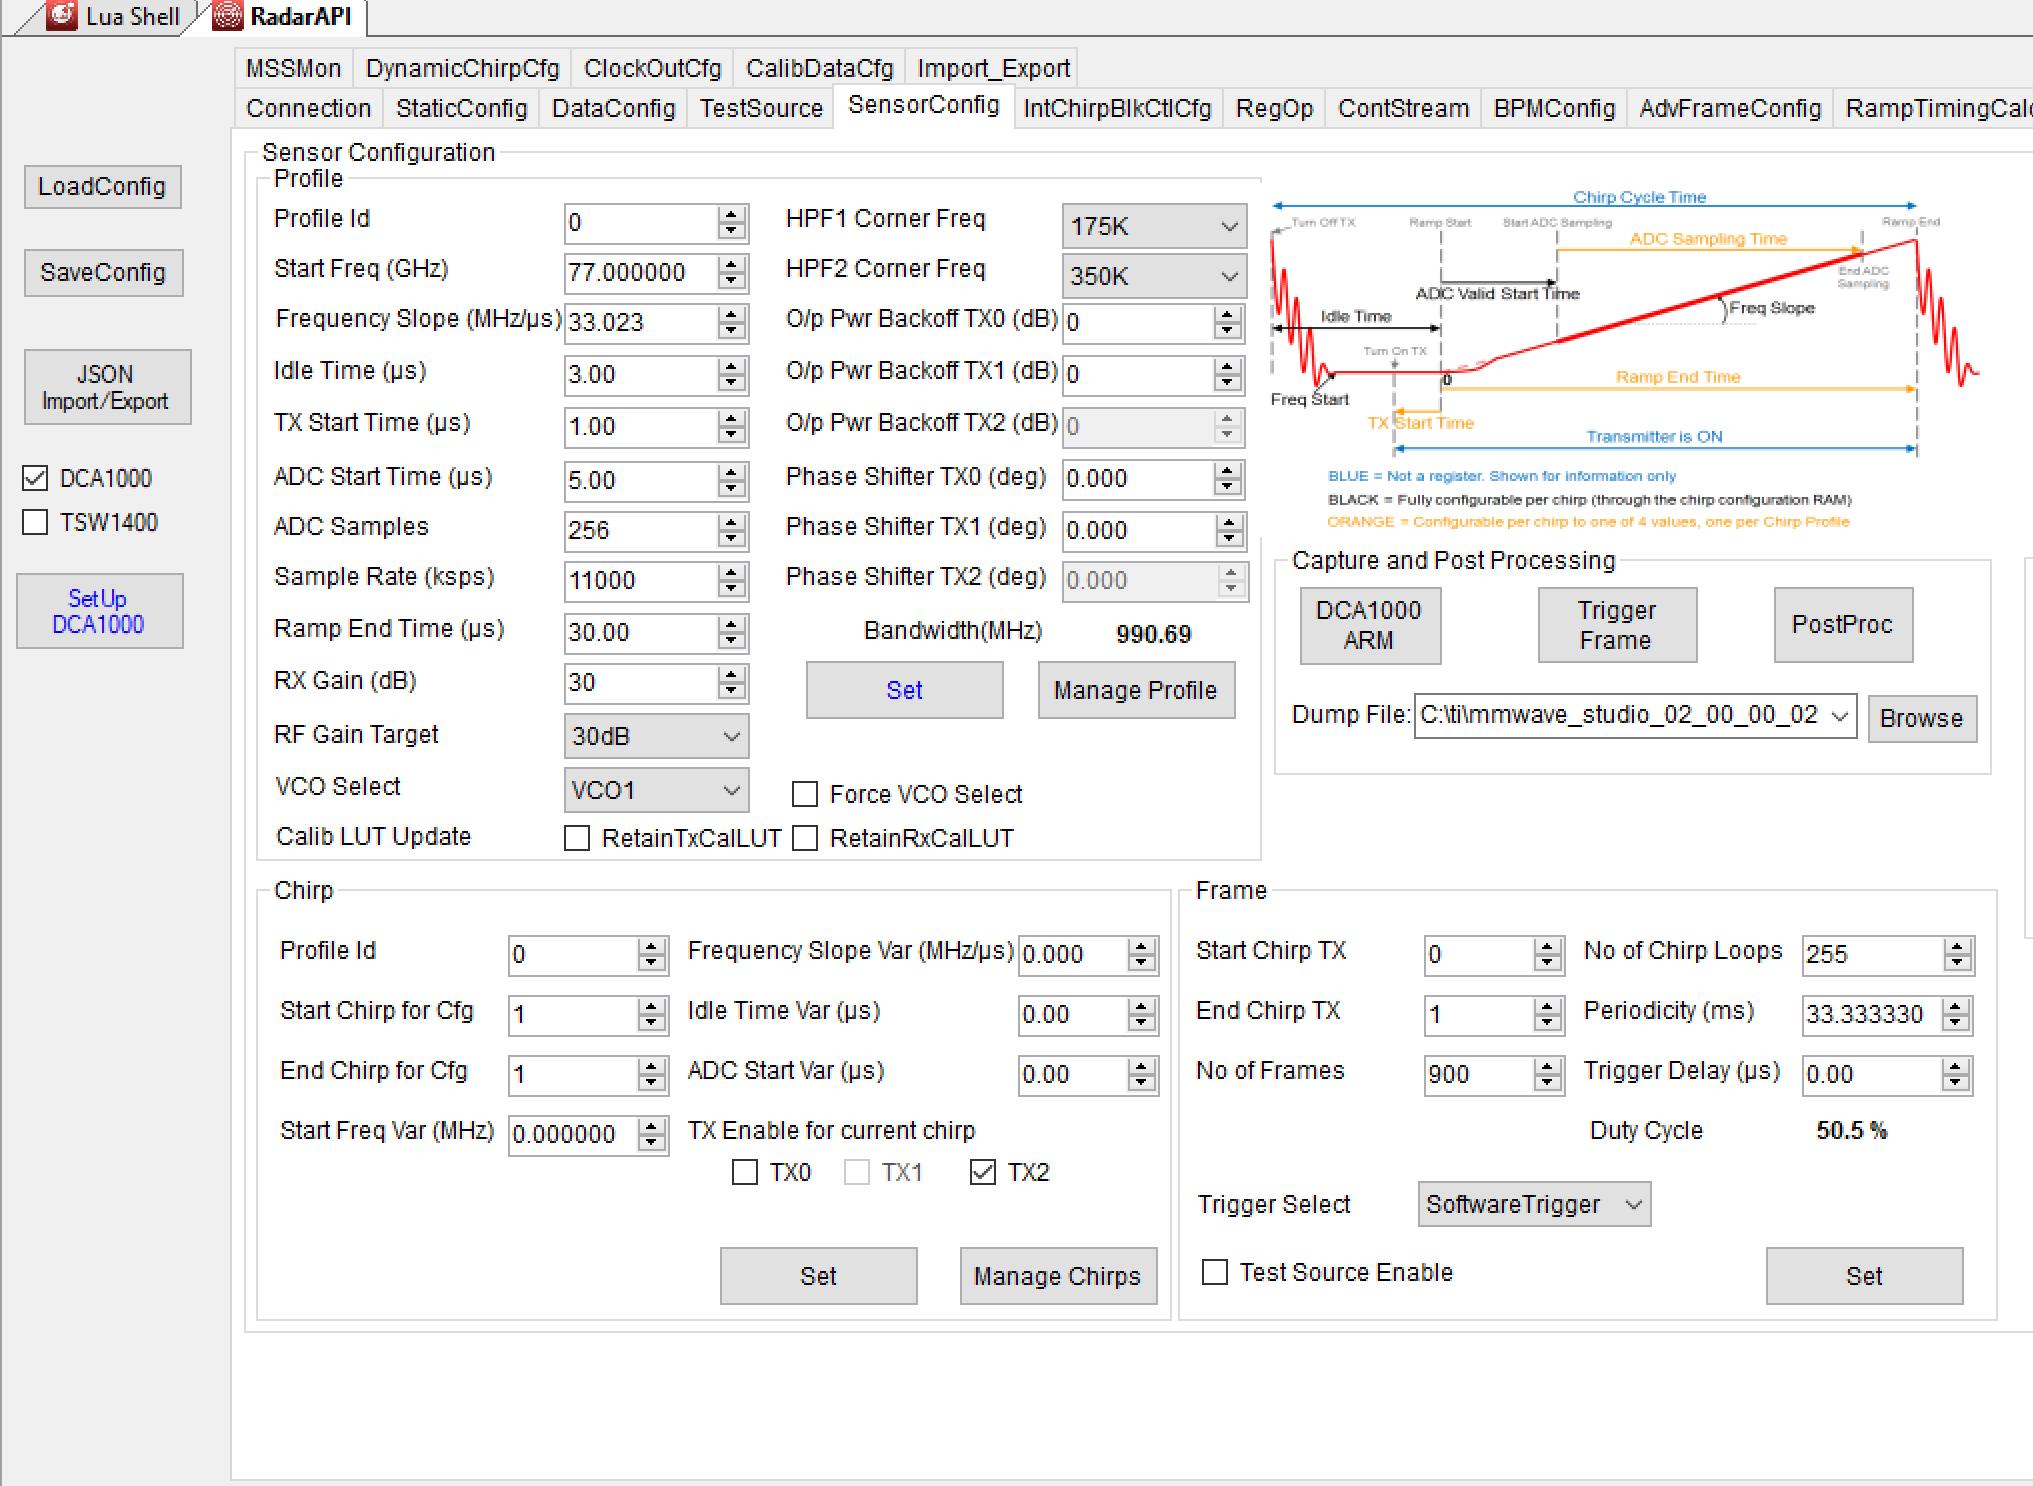 Lua Shell RadarAPI
MSSMon DynamicChirpCfg ClockOutCfg CalibDataCfg Import_Export
Connection StaticConfig DataConfig TestSource SensorConfig IntChirpBlkCtlCfg RegOp ContStream BPMConfig AdvFrameConfig RampTimingCalc
LoadConfig
SaveConfig
JSON
Import/Export
DCA1000
TSW1400
SetUp
DCA1000
Sensor Configuration
Profile
Profile Id 0
Start Freq (GHz) 77.000000
Frequency Slope (MHz/µs) 33.023
Idle Time (µs) 3.00
TX Start Time (µs) 1.00
ADC Start Time (µs) 5.00
ADC Samples 256
Sample Rate (ksps) 11000
Ramp End Time (µs) 30.00
RX Gain (dB) 30
RF Gain Target 30dB
VCO Select VCO1
Calib LUT Update RetainTxCalLUT RetainRxCalLUT
HPF1 Corner Freq 175K
HPF2 Corner Freq 350K
O/p Pwr Backoff TX0 (dB) 0
O/p Pwr Backoff TX1 (dB) 0
O/p Pwr Backoff TX2 (dB) 0
Phase Shifter TX0 (deg) 0.000
Phase Shifter TX1 (deg) 0.000
Phase Shifter TX2 (deg) 0.000
Bandwidth(MHz) 990.69
Set Manage Profile
Force VCO Select
Chirp Cycle Time
Turn Off TX Ramp Start Start ADC Sampling Ramp End
ADC Sampling Time
End ADC
Sampling
ADC Valid Start Time
Freq Slope
Idle Time
Turn On TX
0
Ramp End Time
Freq Start
TX Start Time
Transmitter is ON
BLUE = Not a register. Shown for information only
BLACK = Fully configurable per chirp (through the chirp configuration RAM)
ORANGE = Configurable per chirp to one of 4 values, one per Chirp Profile
Capture and Post Processing
DCA1000
ARM
Trigger
Frame
PostProc
Dump File: C:\ti\mmwave_studio_02_00_00_02 Browse
Chirp
Profile Id 0
Start Chirp for Cfg 1
End Chirp for Cfg 1
Start Freq Var (MHz) 0.000000
Frequency Slope Var (MHz/µs) 0.000
Idle Time Var (µs) 0.00
ADC Start Var (µs) 0.00
TX Enable for current chirp
TX0 TX1 TX2
Set Manage Chirps
Frame
Start Chirp TX 0
End Chirp TX 1
No of Frames 900
No of Chirp Loops 255
Periodicity (ms) 33.333330
Trigger Delay (µs) 0.00
Duty Cycle 50.5 %
Trigger Select SoftwareTrigger
Test Source Enable Set